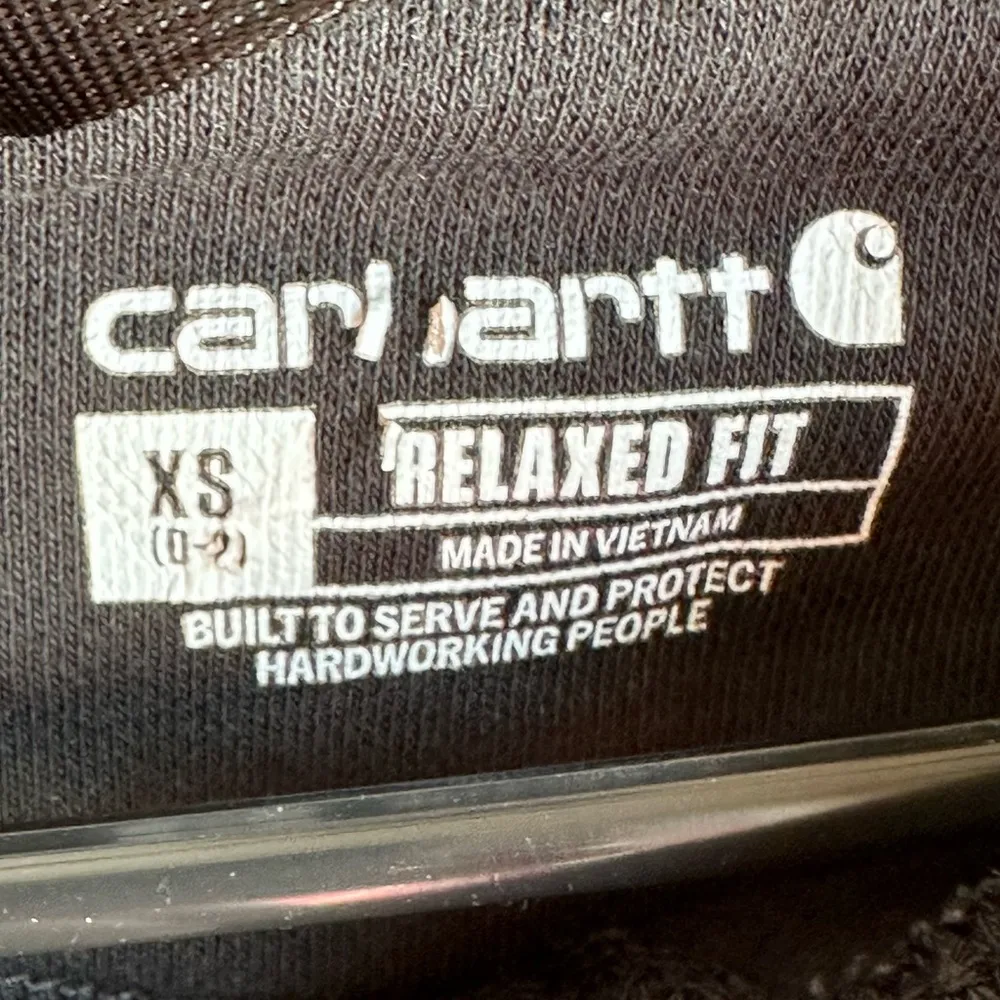 carhartt
XS
(0-2)
RELAXED FIT
MADE IN VIETNAM
BUILT TO SERVE AND PROTECT
HARDWORKING PEOPLE